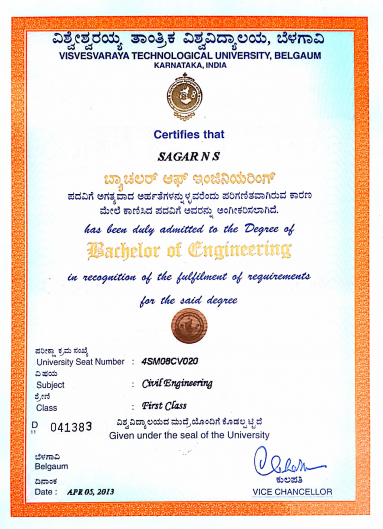 ವಿಶ್ವೇಶ್ವರಯ್ಯ ತಾಂತ್ರಿಕ ವಿಶ್ವವಿದ್ಯಾಲಯ, ಬೆಳಗಾವಿ
VISVESVARAYA TECHNOLOGICAL UNIVERSITY, BELGAUM
KARNATAKA, INDIA
Certifies that
SAGAR N S
ಬ್ಯಾಚಲರ್ ಆಫ್ ಇಂಜಿನಿಯರಿಂಗ್
ಪದವಿಗೆ ಅಗತ್ಯವಾದ ಅರ್ಹತೆಗಳನ್ನುಳ್ಳವರೆಂದು ಪರಿಗಣಿತವಾಗಿರುವ ಕಾರಣ
ಮೇಲೆ ಕಾಣಿಸಿದ ಪದವಿಗೆ ಅವರನ್ನು ಅಂಗೀಕರಿಸಲಾಗಿದೆ.
has been duly admitted to the Degree of
Bachelor of Engineering
in recognition of the fulfilment of requirements
for the said degree
ಪರೀಕ್ಷಾ ಕ್ರಮ ಸಂಖ್ಯೆ
University Seat Number : 4SM08CV020
ವಿಷಯ
Subject : Civil Engineering
ಶ್ರೇಣಿ
Class : First Class
D 11 041383
ವಿಶ್ವವಿದ್ಯಾಲಯದ ಮುದ್ರೆಯೊಂದಿಗೆ ಕೊಡಲ್ಪಟ್ಟಿದೆ
Given under the seal of the University
ಬೆಳಗಾವಿ
Belgaum
ದಿನಾಂಕ
Date : APR 05, 2013
ಕುಲಪತಿ
VICE CHANCELLOR